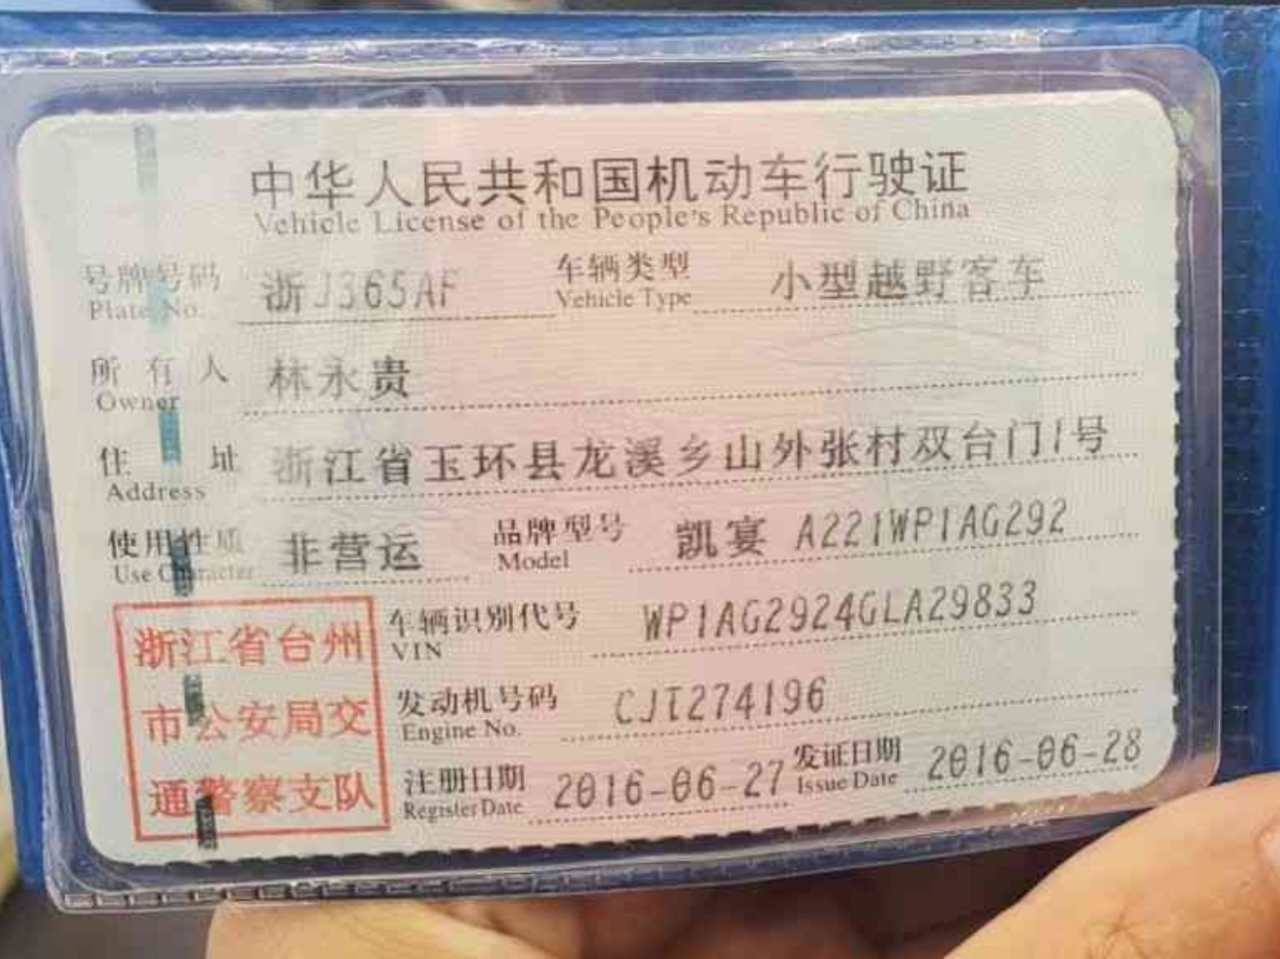 中华人民共和国机动车行驶证
Vehicle License of the People's Republic of China
号牌号码 浙J365AF 车辆类型 小型越野客车
Plate No. Vehicle Type
所有人 林永贵
Owner
住址 浙江省玉环县龙溪乡山外张村双台门1号
Address
使用性质 非营运 品牌型号 凯宴 A221WP1AG292
Use Character Model
浙江省台州
市公安局交
通警察支队
车辆识别代号 WP1AG2924GLA29833
VIN
发动机号码 CJT274196
Engine No.
注册日期 2016-06-27 发证日期 2016-06-28
Register Date Issue Date